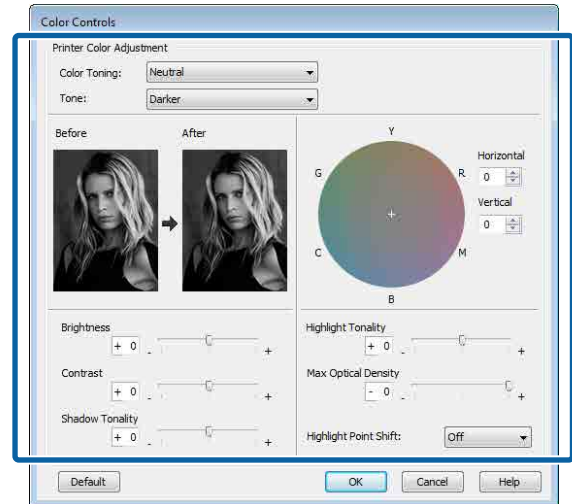 Color Controls
Printer Color Adjustment
Color Toning: Neutral
Tone: Darker
Before After
Y
G R
C M
B
Horizontal
0
Vertical
0
Brightness
+ 0 - +
Contrast
+ 0 - +
Shadow Tonality
+ 0 - +
Highlight Tonality
+ 0 - +
Max Optical Density
- 0 - +
Highlight Point Shift: Off
Default OK Cancel Help